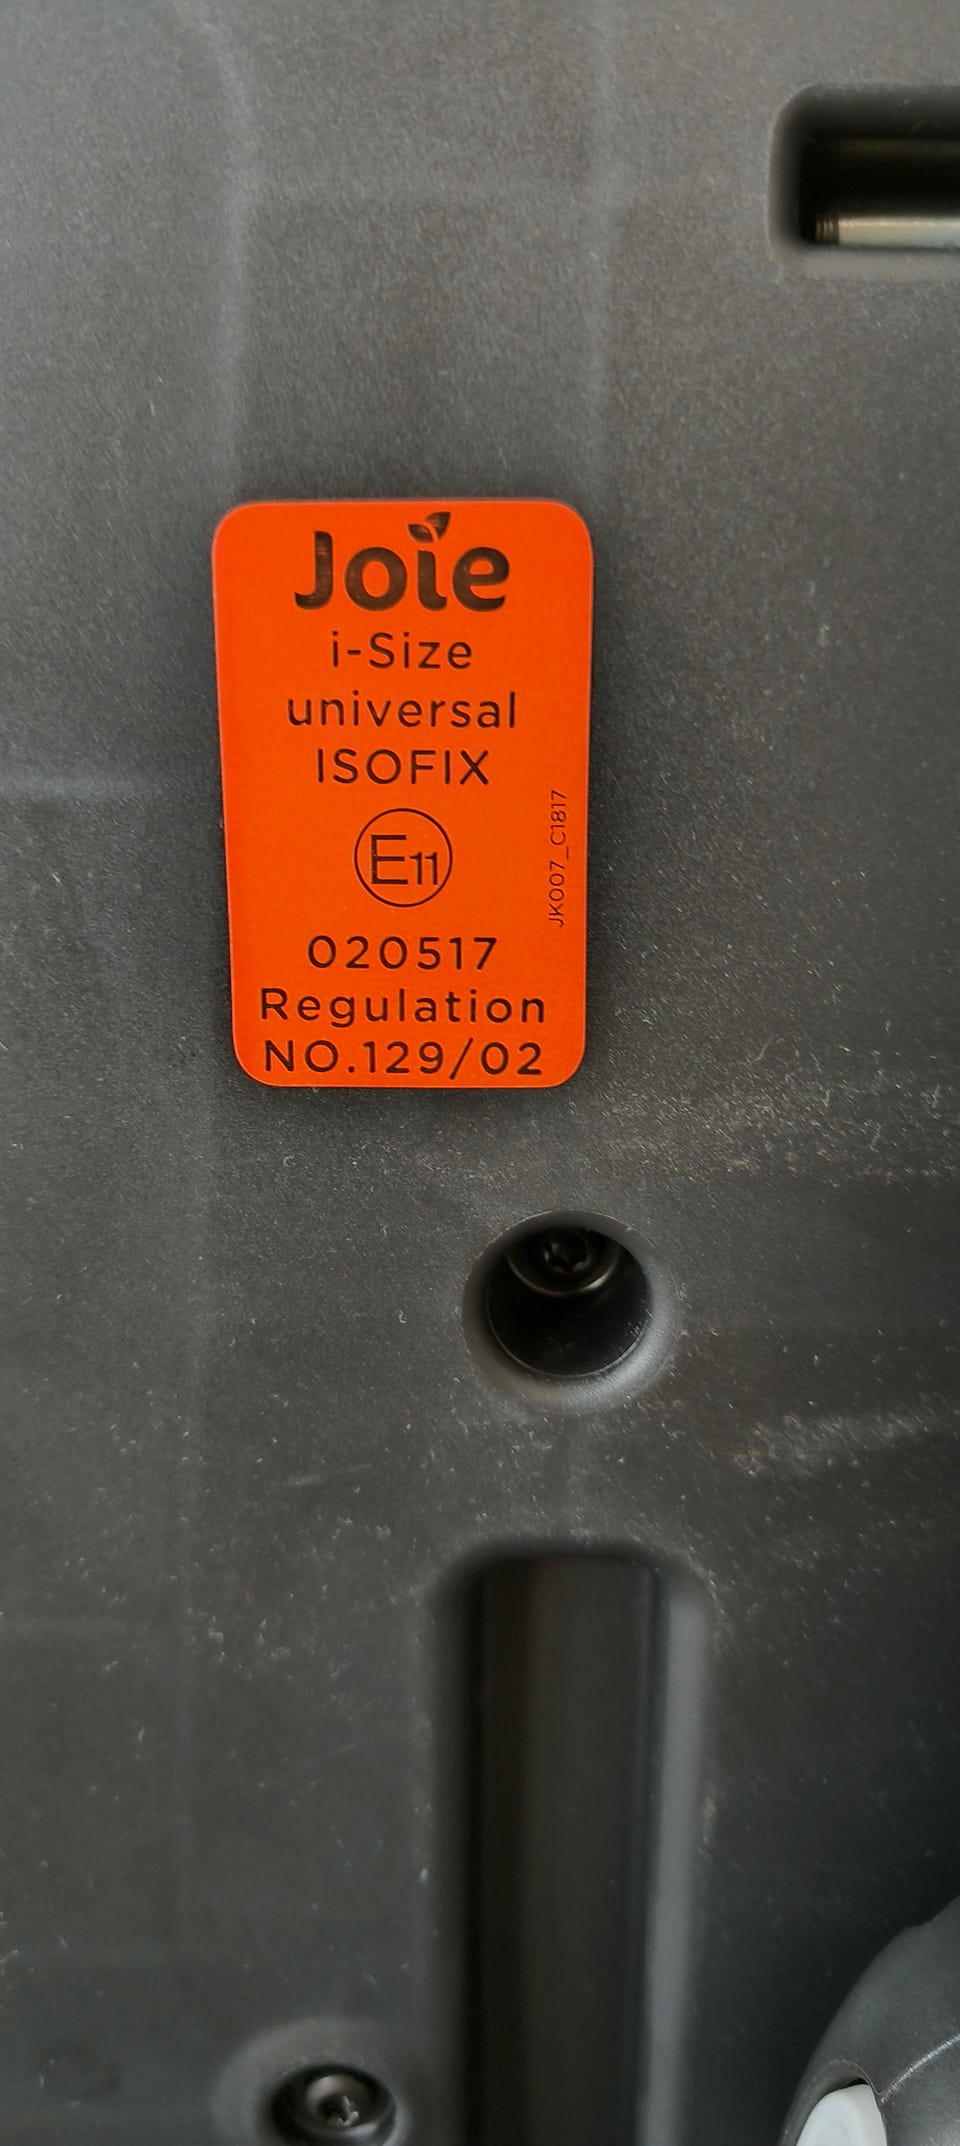 Joie
i-Size
universal
ISOFIX
E11
JK007_C1817
020517
Regulation
NO.129/02